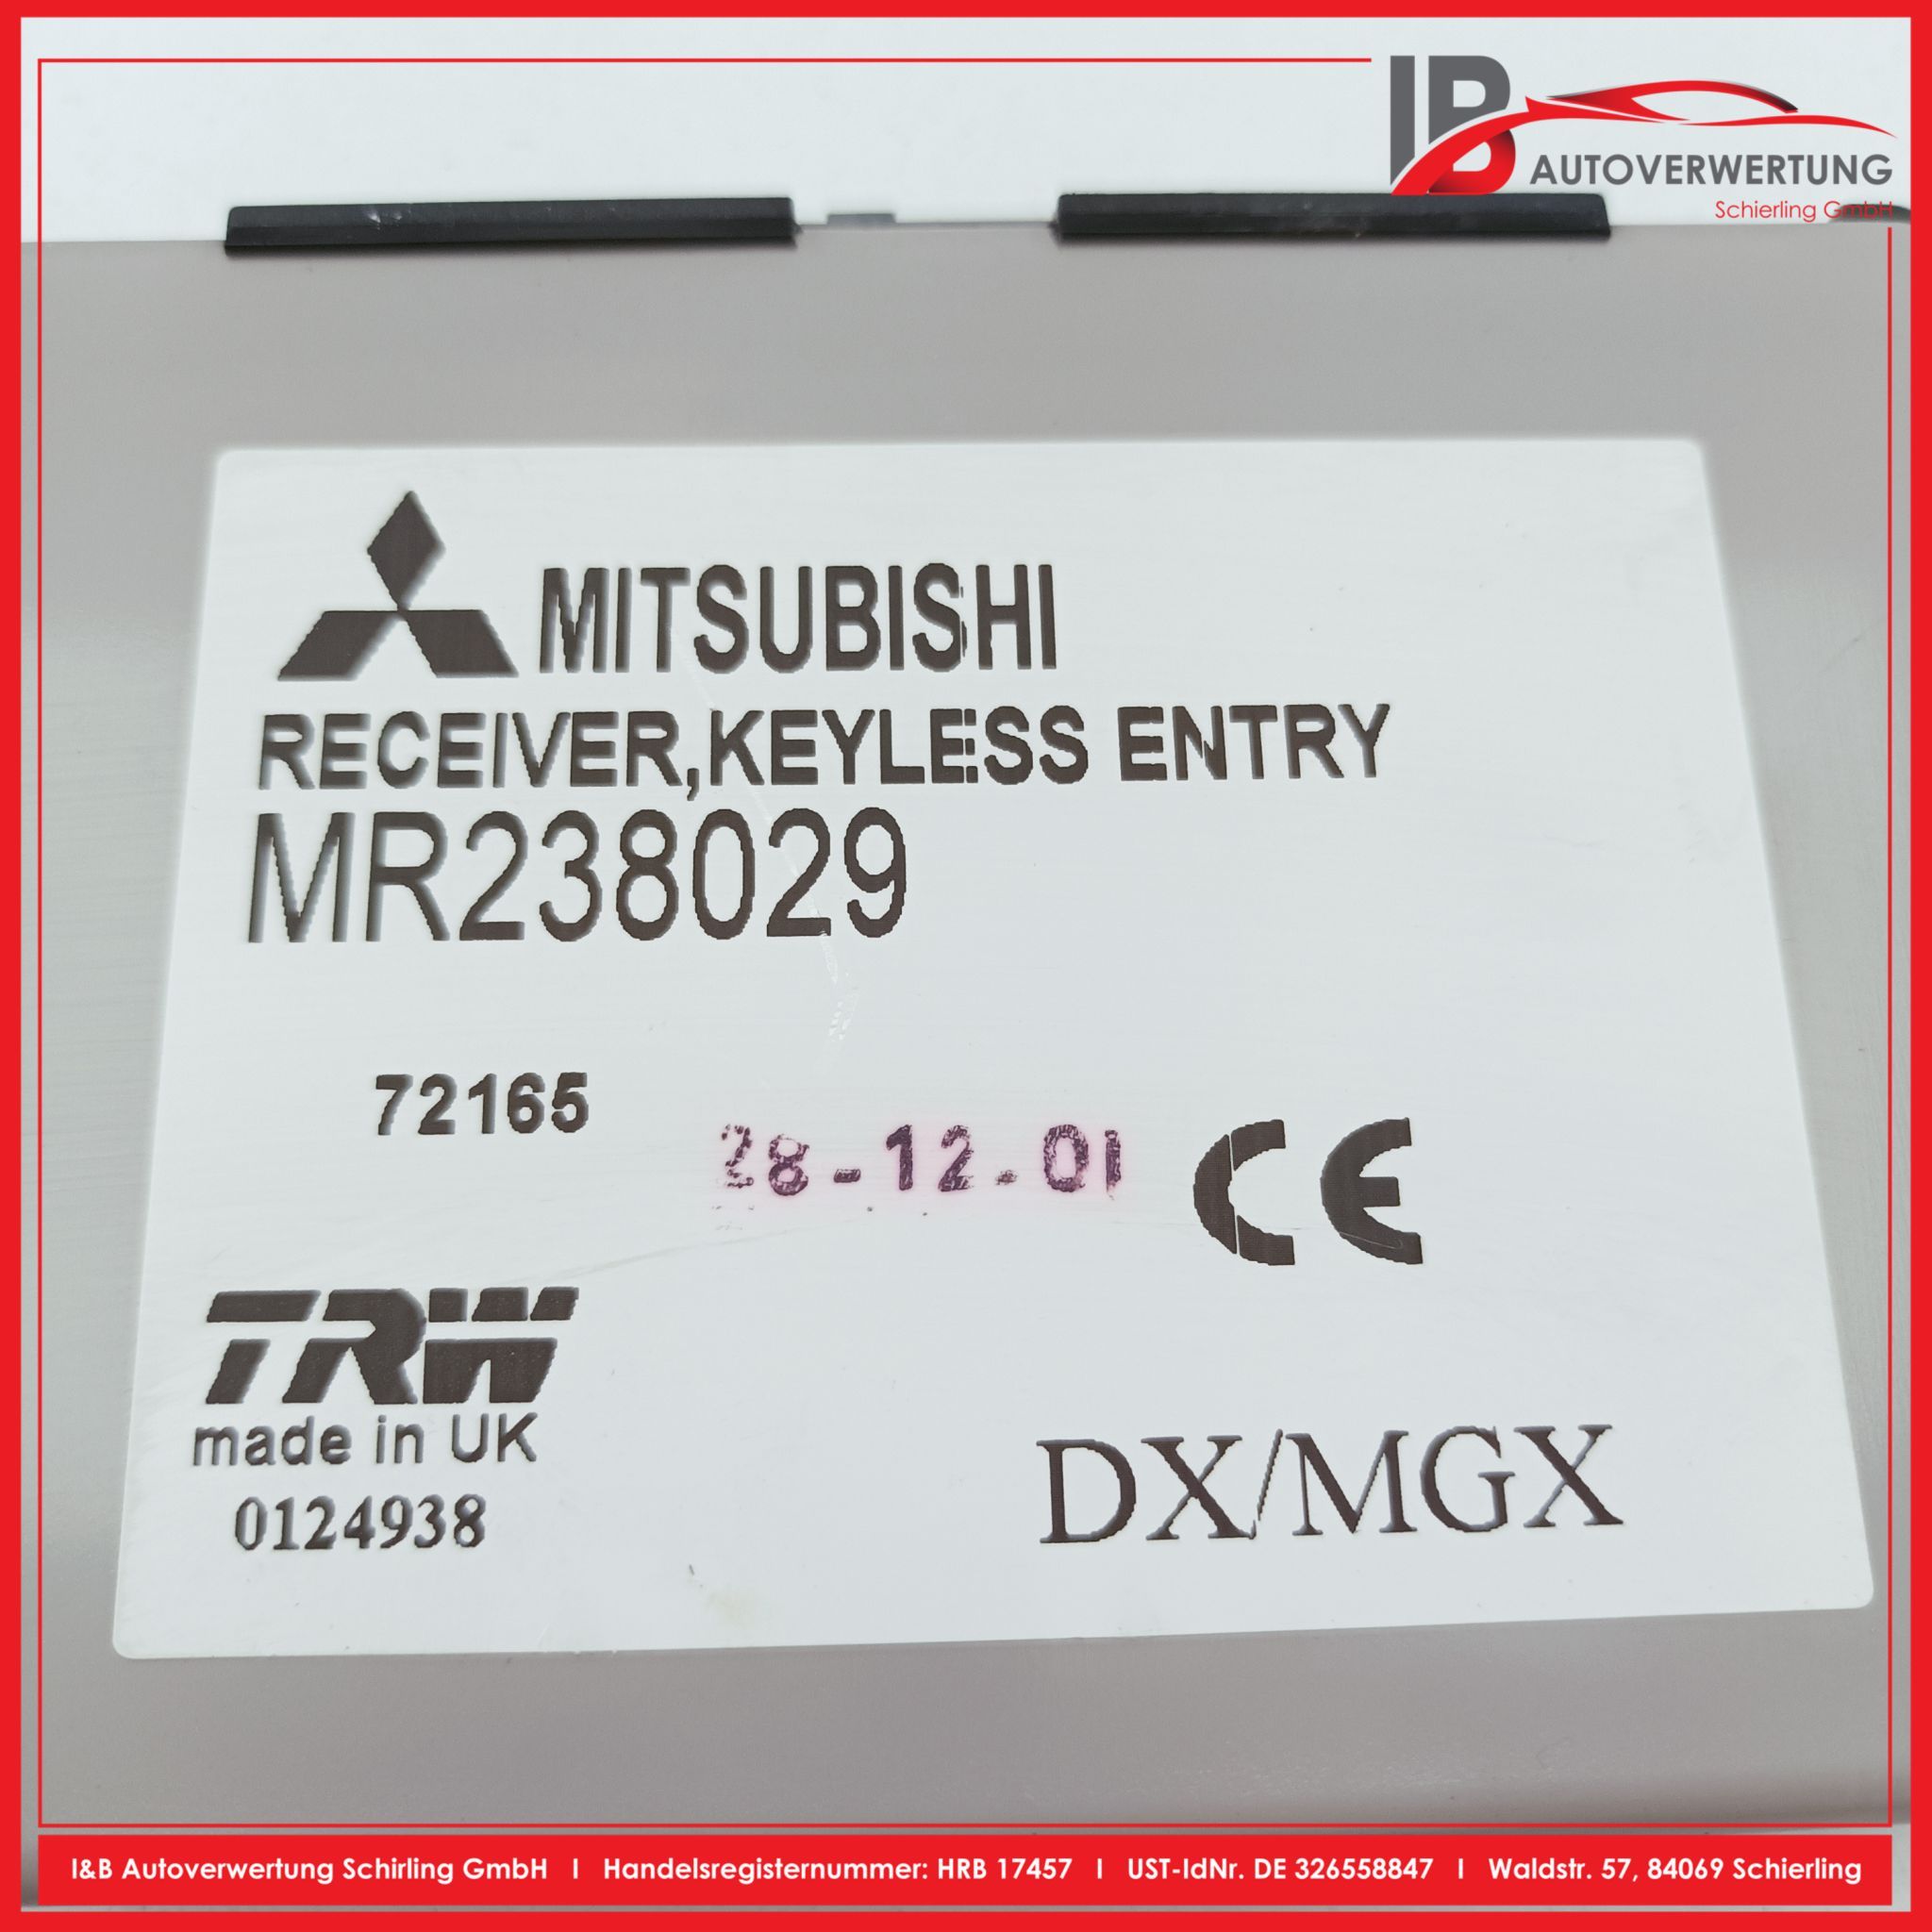 IB
AUTOVERWERTUNG
Schierling GmbH
MITSUBISHI
RECEIVER,KEYLESS ENTRY
MR238029
72165
28-12.01
CE
TRW
made in UK
0124938
DX/MGX
I&B Autoverwertung Schirling GmbH I Handelsregisternummer: HRB 17457 I UST-IdNr. DE 326558847 I Waldstr. 57, 84069 Schierling